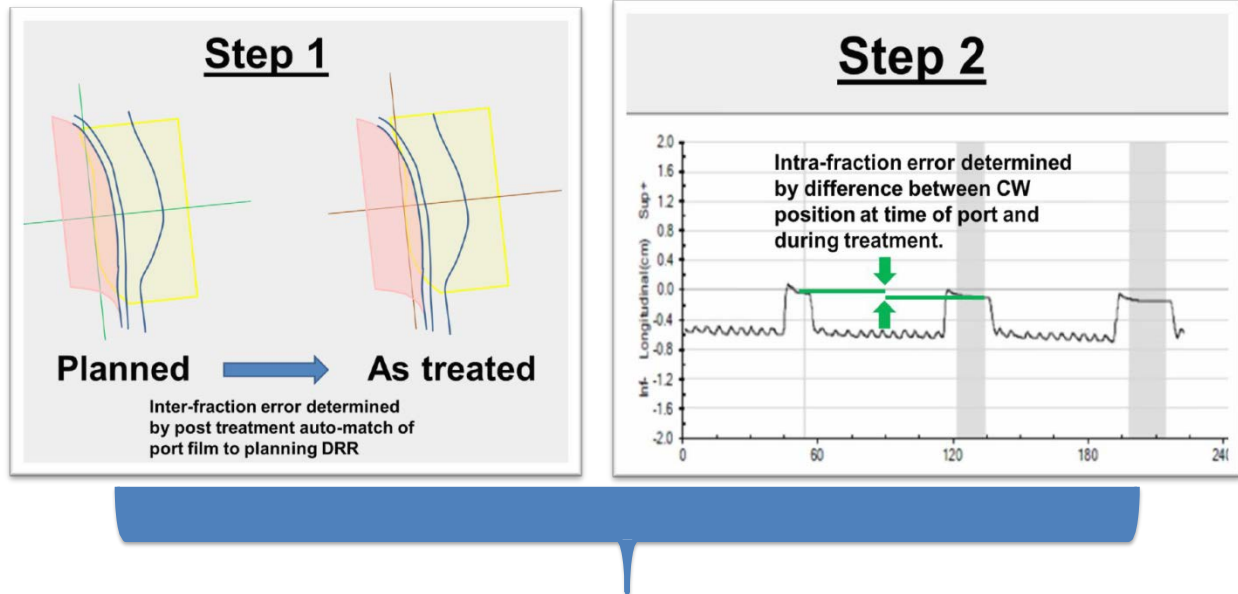 Step 1
Planned
As treated
Inter-fraction error determined
by post treatment auto-match of
port film to planning DRR
Step 2
Intra-fraction error determined
by difference between CW
position at time of port and
during treatment.
Inf- Longitudinal(cm) Sup+
2.0
1.6
1.2
0.8
0.4
0.0
-0.4
-0.8
-1.2
-1.6
-2.0
0
60
120
180
240